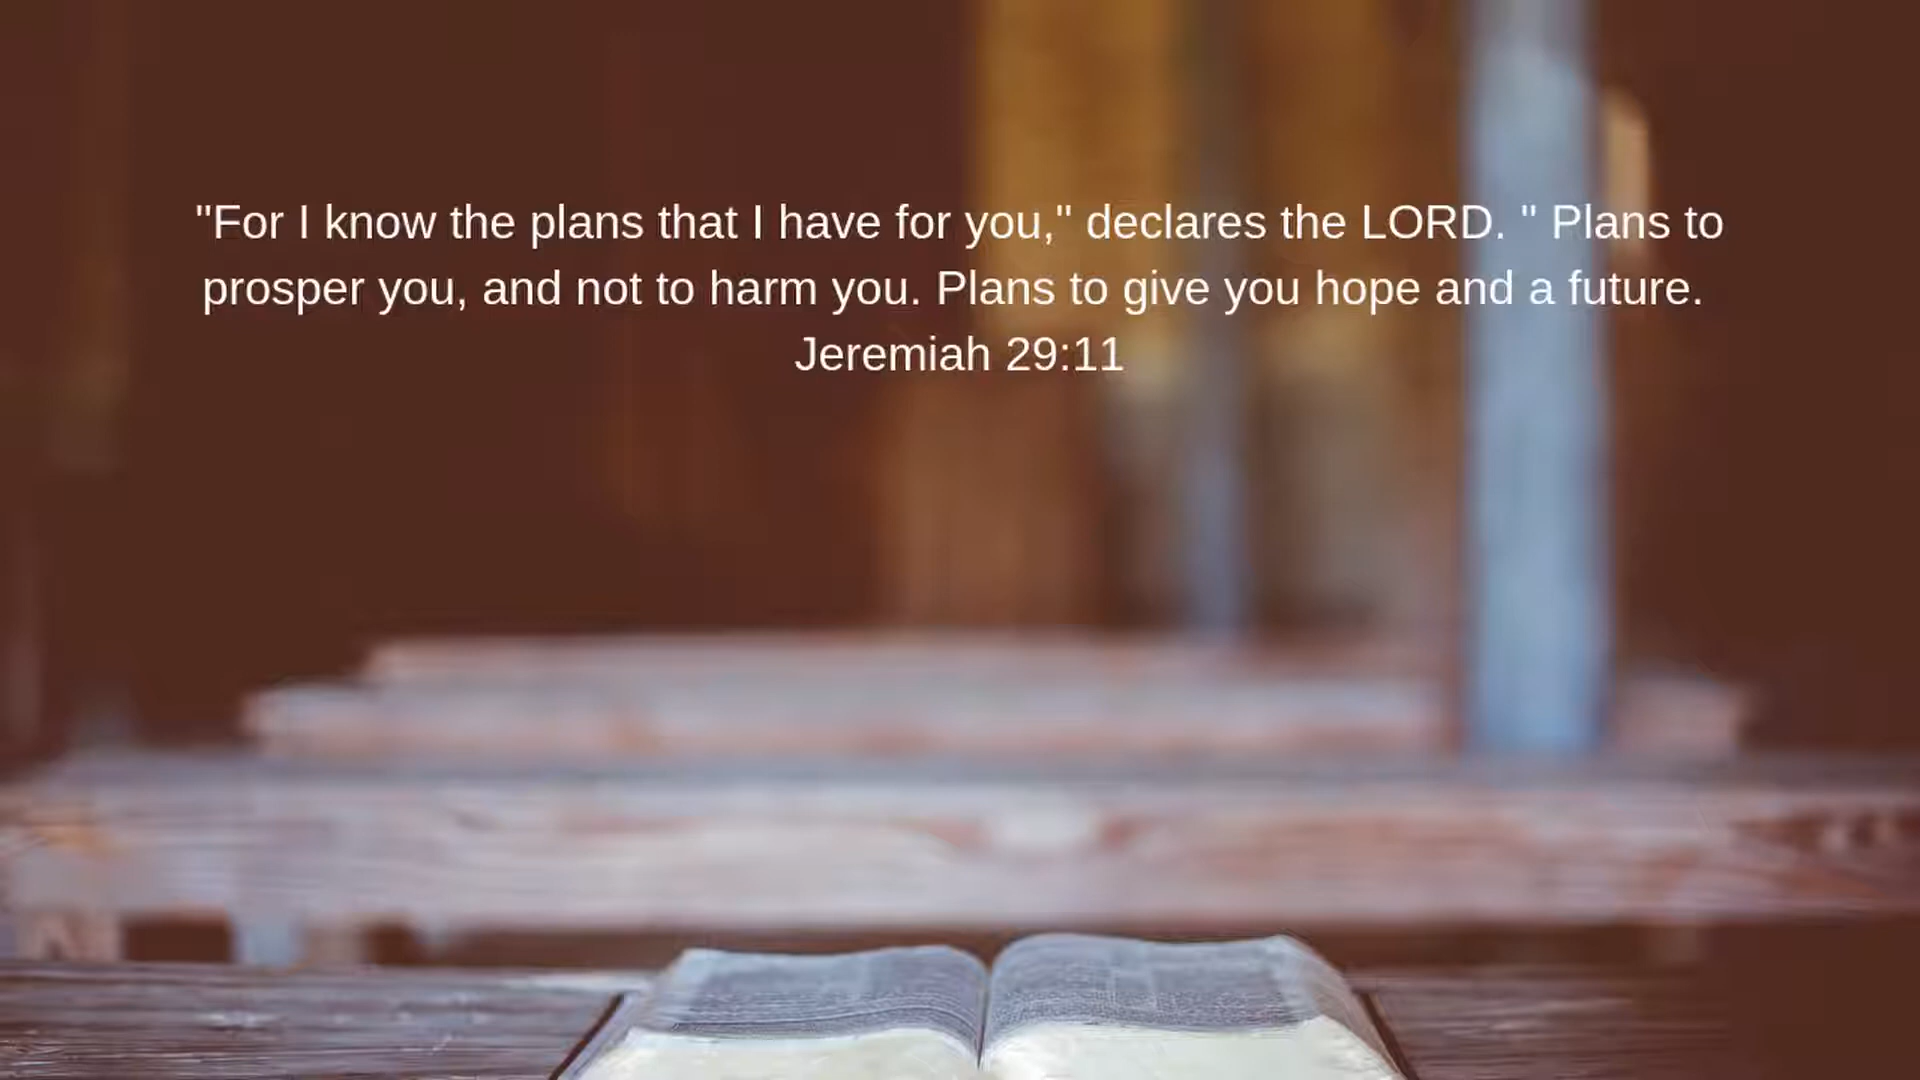 "For I know the plans that I have for you," declares the LORD. " Plans to
prosper you, and not to harm you. Plans to give you hope and a future.
Jeremiah 29:11